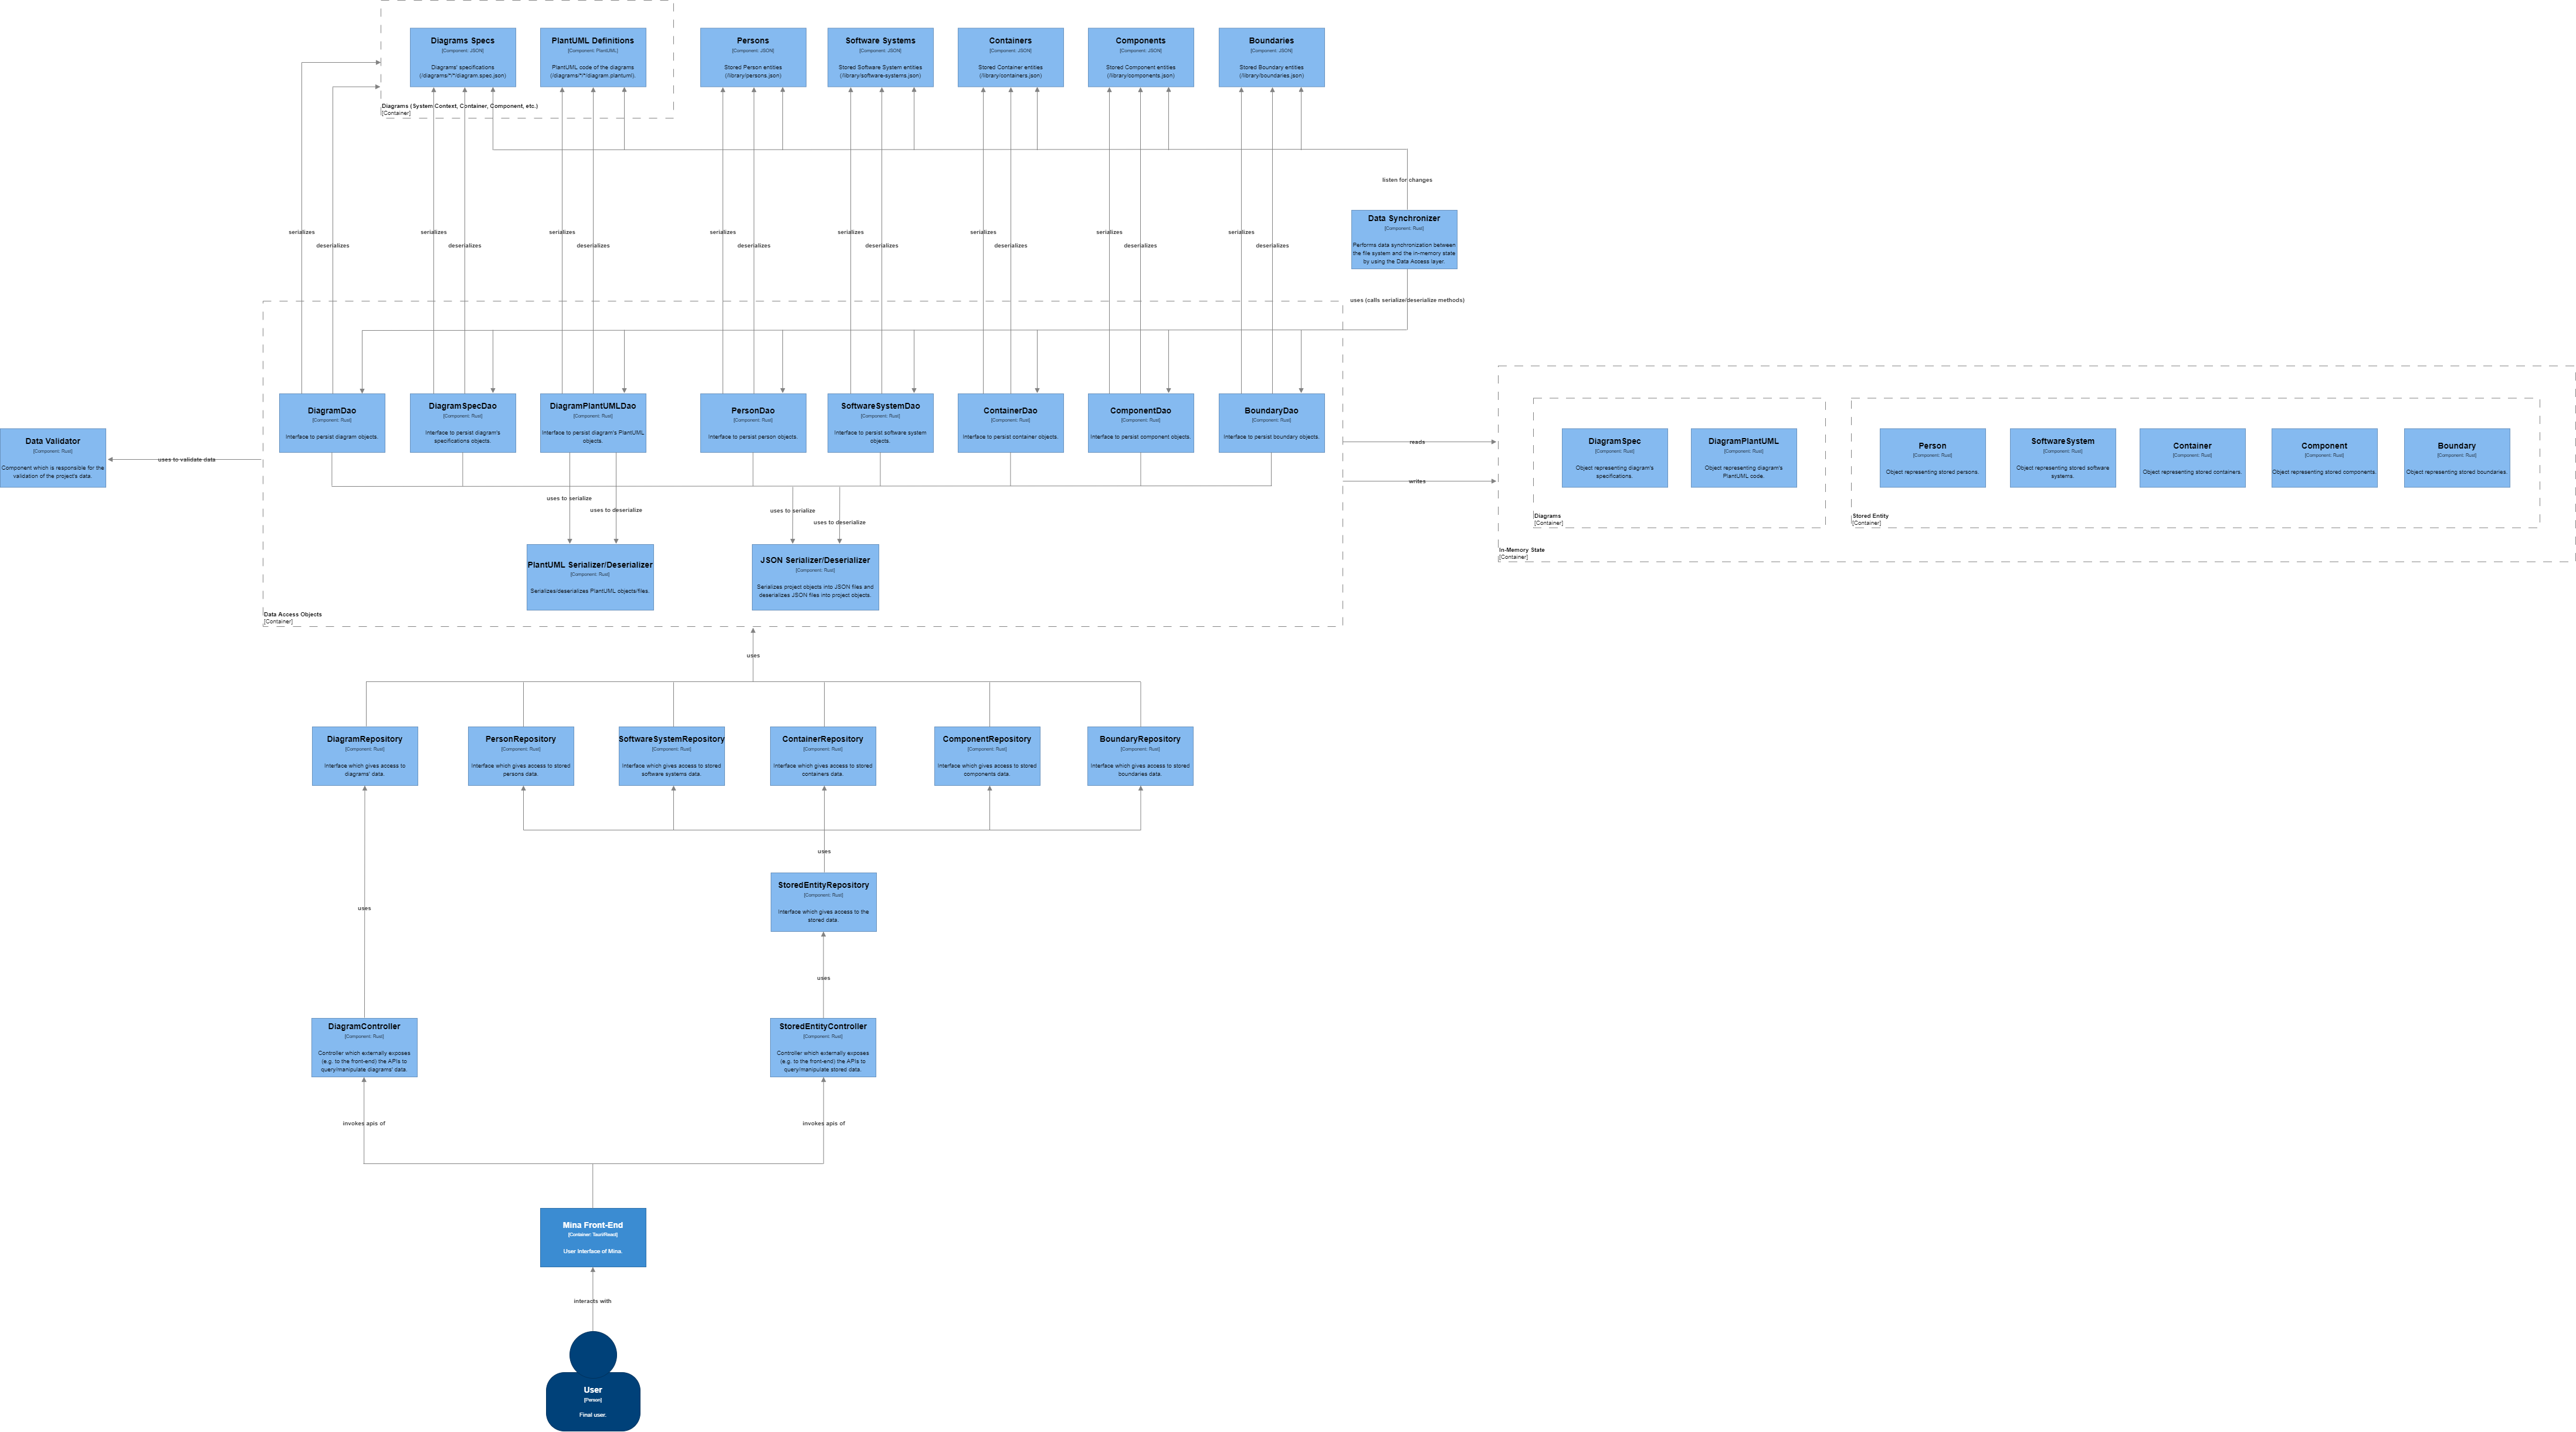 Diagrams Specs
[Component: JSON]
Diagrams' specifications
(/diagrams/*/*/diagram.spec.json)
PlantUML Definitions
[Component: PlantUML]
PlantUML code of the diagrams
(/diagrams/*/*/diagram.plantuml).
Diagrams (System Context, Container, Component, etc.)
[Container]
Persons
[Component: JSON]
Stored Person entities
(/library/persons.json)
Software Systems
[Component: JSON]
Stored Software System entities
(/library/software-systems.json)
Containers
[Component: JSON]
Stored Container entities
(/library/containers.json)
Components
[Component: JSON]
Stored Component entities
(/library/components.json)
Boundaries
[Component: JSON]
Stored Boundary entities
(/library/boundaries.json)
listen for changes
Data Synchronizer
[Component: Rust]
Performs data synchronization between
the file system and the in-memory state
by using the Data Access layer.
uses (calls serialize/deserialize methods)
serializes
deserializes
serializes
deserializes
serializes
deserializes
serializes
deserializes
serializes
deserializes
serializes
deserializes
serializes
deserializes
serializes
deserializes
Data Validator
[Component: Rust]
Component which is responsible for the
validation of the project's data.
uses to validate data
DiagramDao
[Component: Rust]
Interface to persist diagram objects.
DiagramSpecDao
[Component: Rust]
Interface to persist diagram's
specifications objects.
DiagramPlantUMLDao
[Component: Rust]
Interface to persist diagram's PlantUML
objects.
PersonDao
[Component: Rust]
Interface to persist person objects.
SoftwareSystemDao
[Component: Rust]
Interface to persist software system
objects.
ContainerDao
[Component: Rust]
Interface to persist container objects.
ComponentDao
[Component: Rust]
Interface to persist component objects.
BoundaryDao
[Component: Rust]
Interface to persist boundary objects.
reads
writes
uses to serialize
uses to deserialize
uses to serialize
uses to deserialize
PlantUML Serializer/Deserializer
[Component: Rust]
Serializes/deserializes PlantUML objects/files.
JSON Serializer/Deserializer
[Component: Rust]
Serializes project objects into JSON files and
deserializes JSON files into project objects.
Data Access Objects
[Container]
DiagramSpec
[Component: Rust]
Object representing diagram's
specifications.
DiagramPlantUML
[Component: Rust]
Object representing diagram's
PlantUML code.
Diagrams
[Container]
Person
[Component: Rust]
Object representing stored persons.
SoftwareSystem
[Component: Rust]
Object representing stored software
systems.
Container
[Component: Rust]
Object representing stored containers.
Component
[Component: Rust]
Object representing stored components.
Boundary
[Component: Rust]
Object representing stored boundaries.
Stored Entity
[Container]
In-Memory State
[Container]
uses
DiagramRepository
[Component: Rust]
Interface which gives access to
diagrams' data.
PersonRepository
[Component: Rust]
Interface which gives access to stored
persons data.
SoftwareSystemRepository
[Component: Rust]
Interface which gives access to stored
software systems data.
ContainerRepository
[Component: Rust]
Interface which gives access to stored
containers data.
ComponentRepository
[Component: Rust]
Interface which gives access to stored
components data.
BoundaryRepository
[Component: Rust]
Interface which gives access to stored
boundaries data.
uses
StoredEntityRepository
[Component: Rust]
Interface which gives access to the
stored data.
uses
uses
DiagramController
[Component: Rust]
Controller which externally exposes
(e.g. to the front-end) the APIs to
query/manipulate diagrams' data.
StoredEntityController
[Component: Rust]
Controller which externally exposes
(e.g. to the front-end) the APIs to
query/manipulate stored data.
invokes apis of
invokes apis of
Mina Front-End
[Container: Tauri/React]
User Interface of Mina.
interacts with
User
[Person]
Final user.